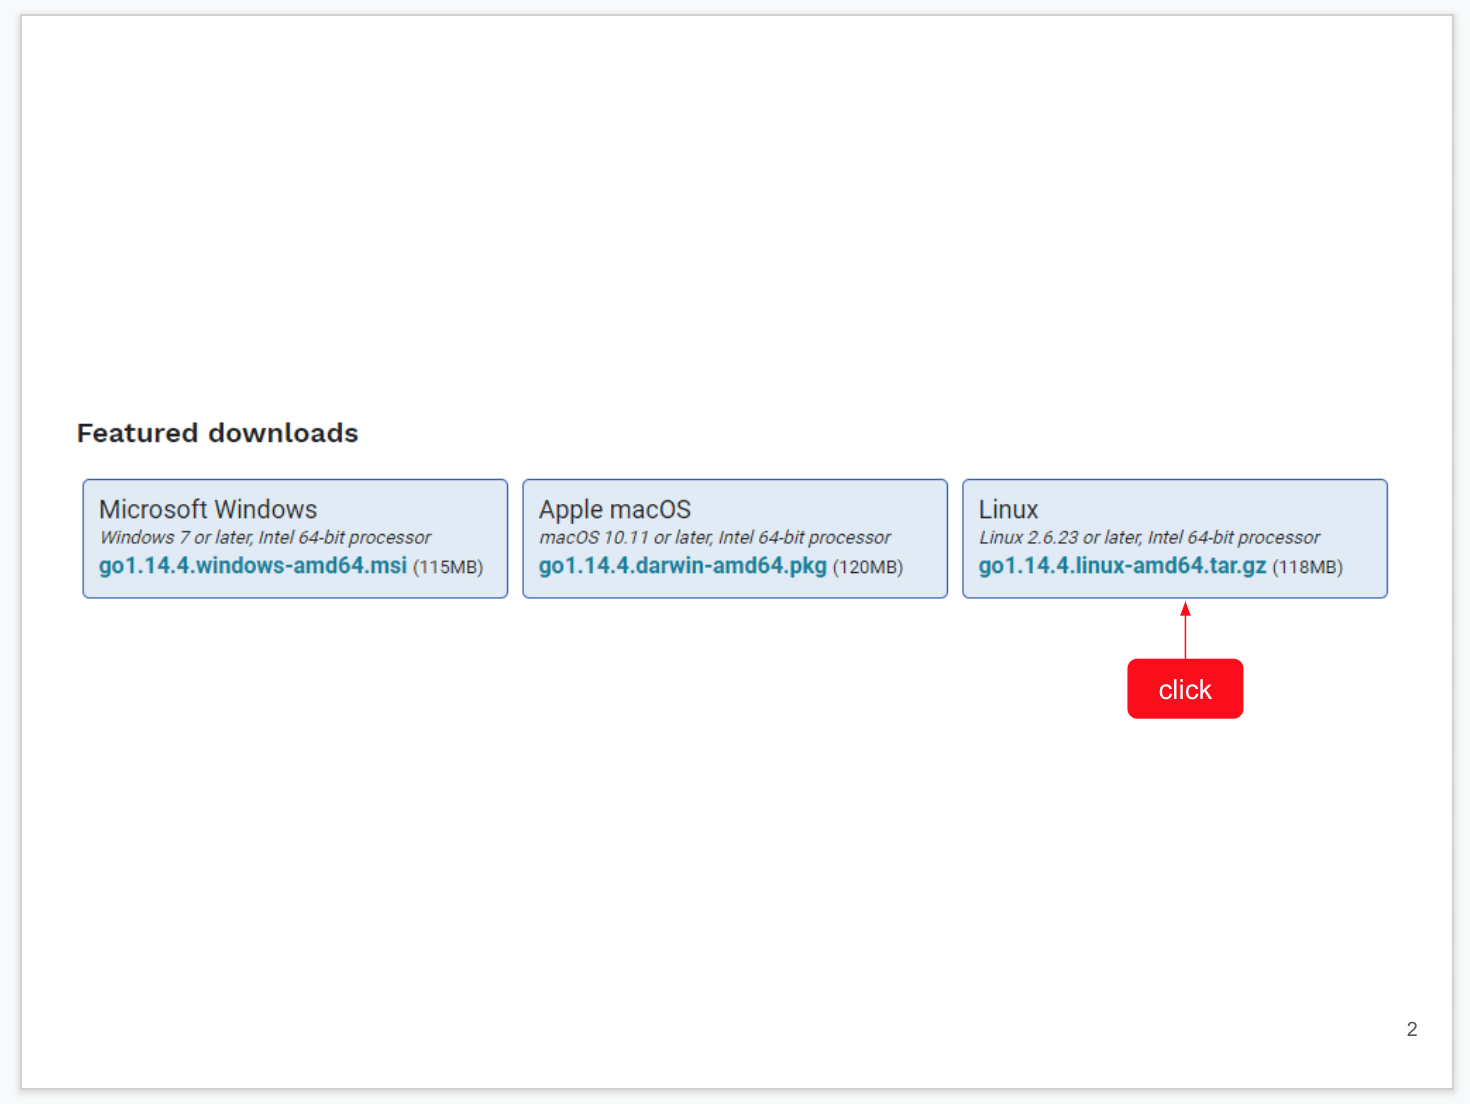 Featured downloads
Microsoft Windows
Windows 7 or later, Intel 64-bit processor
go1.14.4.windows-amd64.msi (115MB)
Apple macOS
macOS 10.11 or later, Intel 64-bit processor
go1.14.4.darwin-amd64.pkg (120MB)
Linux
Linux 2.6.23 or later, Intel 64-bit processor
go1.14.4.linux-amd64.tar.gz (118MB)
click
2